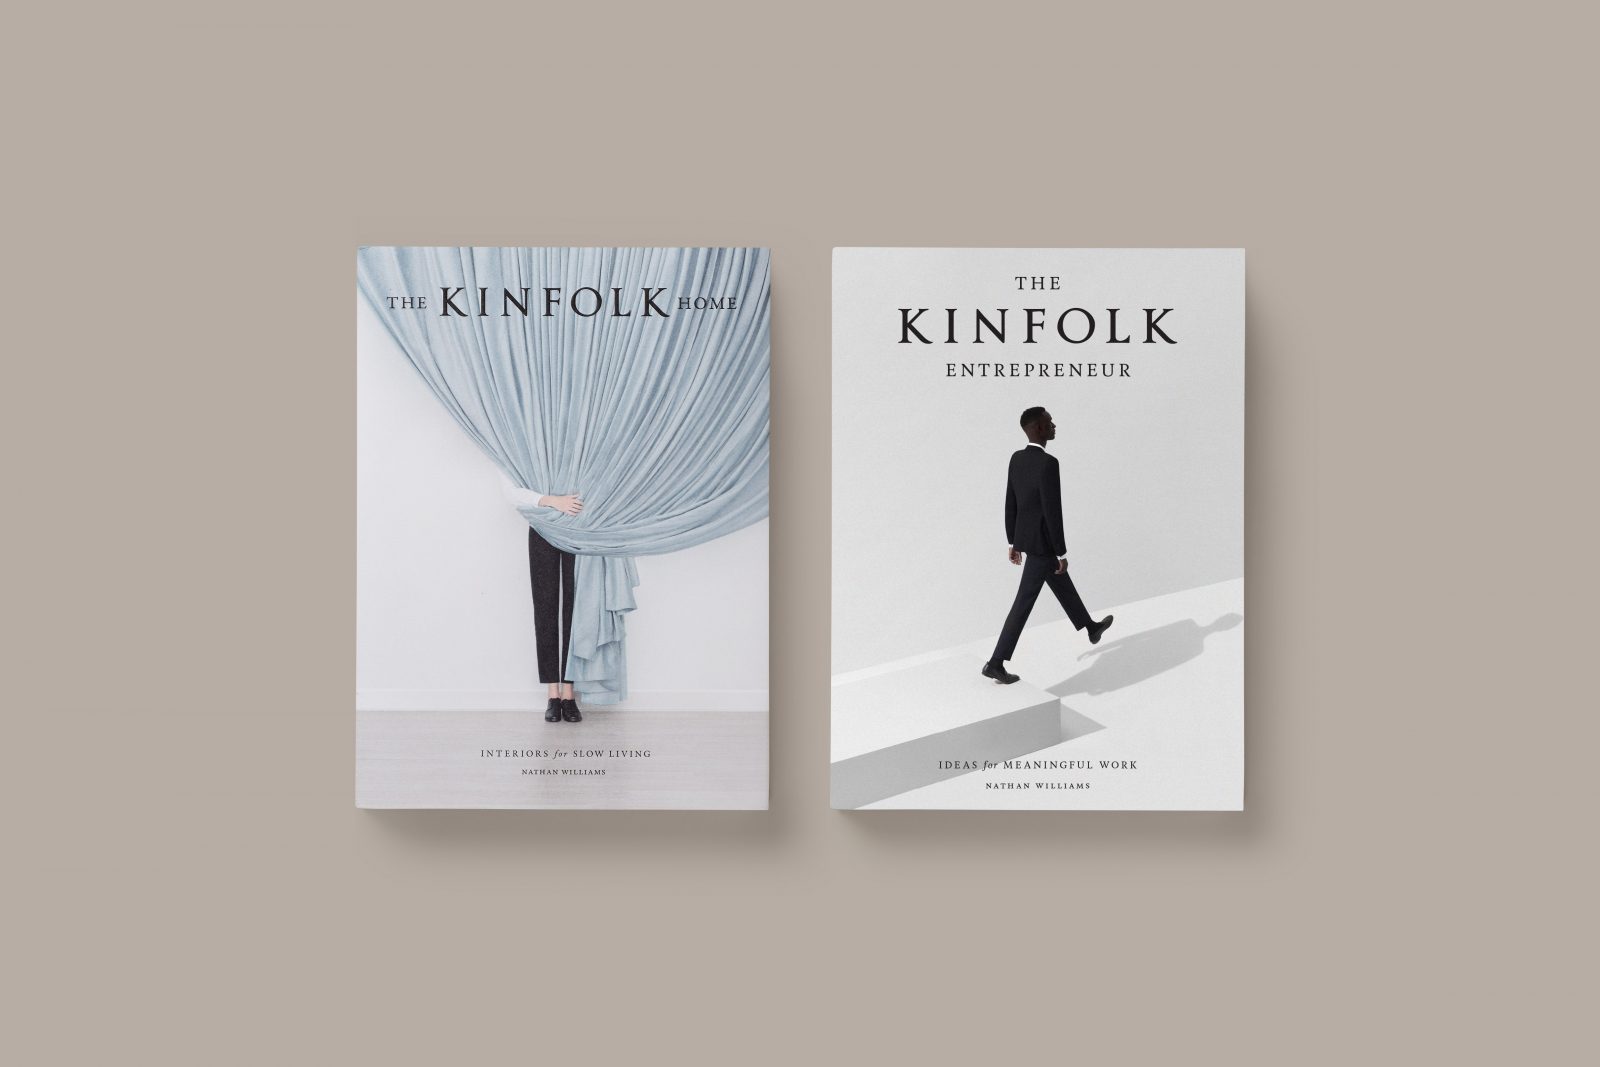 THE KINFOLK HOME
INTERIORS for SLOW LIVING
NATHAN WILLIAMS
THE
KINFOLK
ENTREPRENEUR
IDEAS for MEANINGFUL WORK
NATHAN WILLIAMS